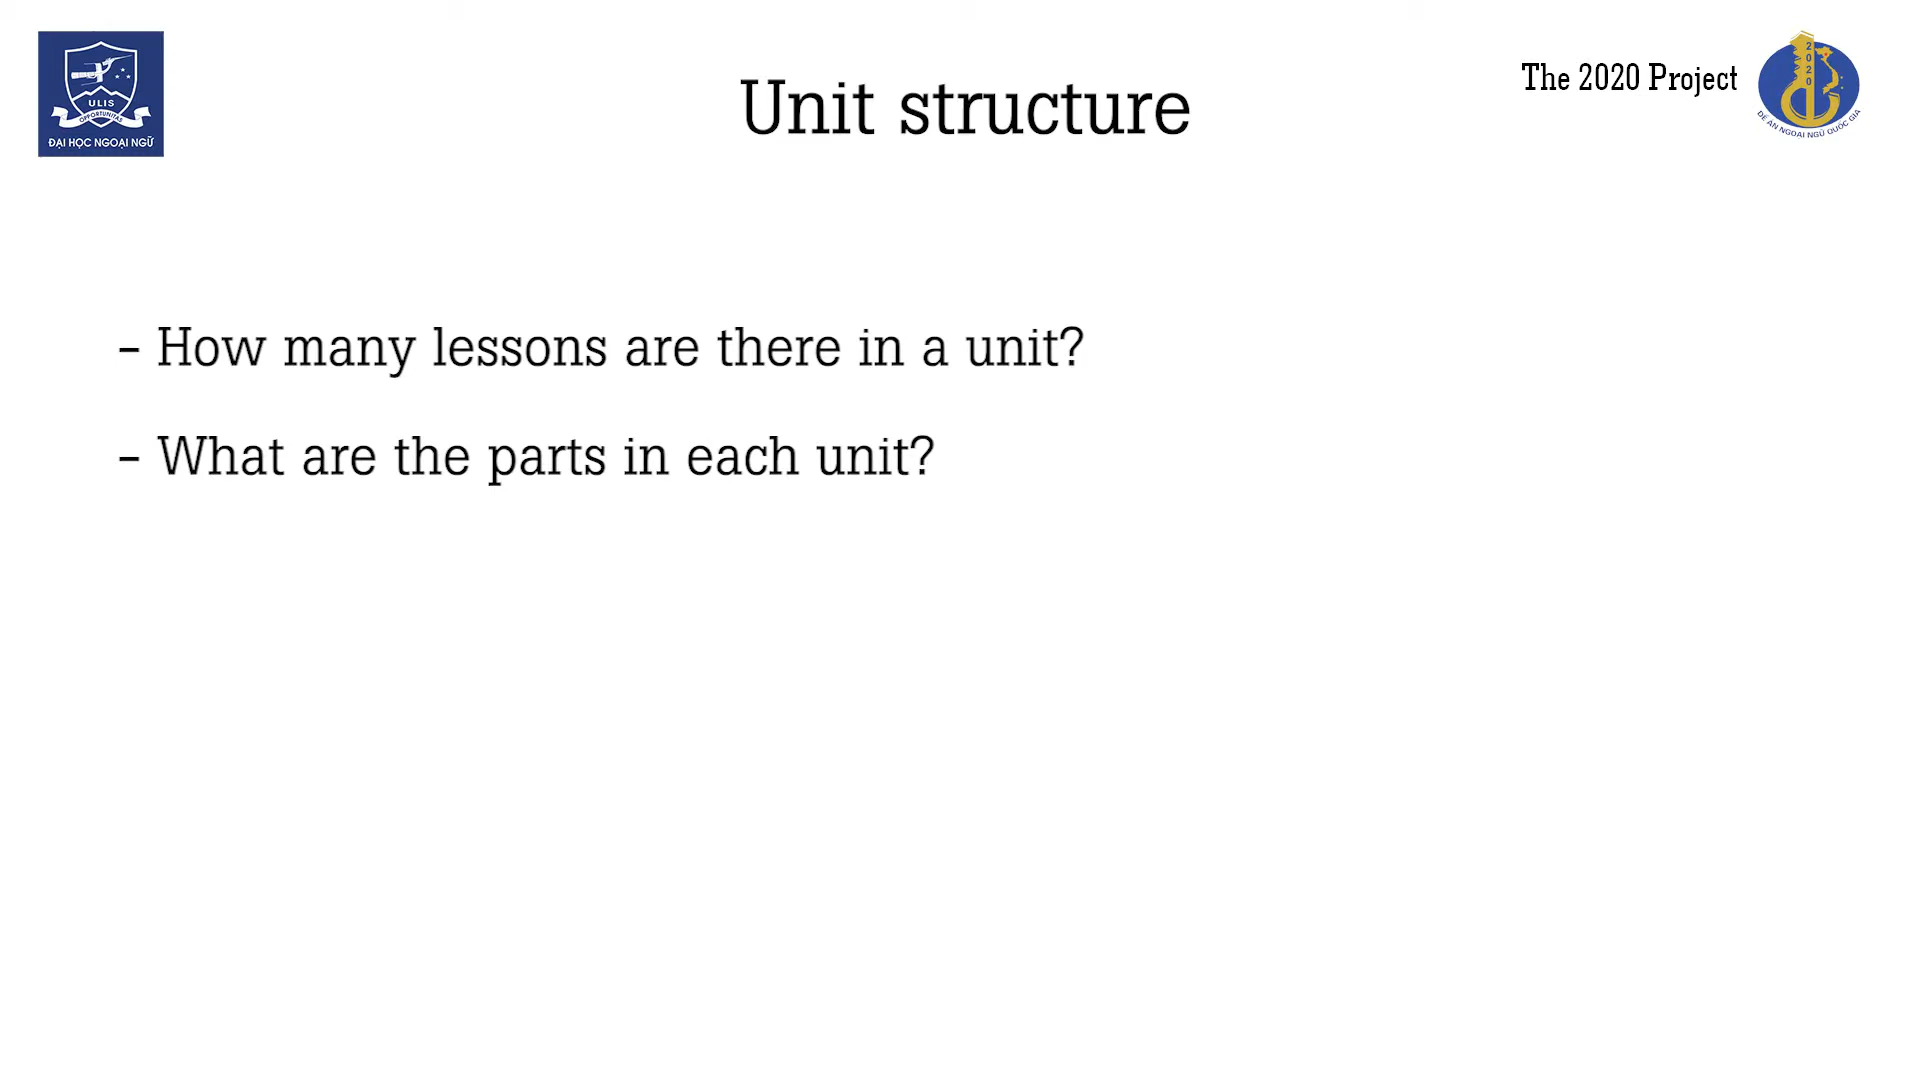 ULIS
OPPORTUNITAS
ĐẠI HỌC NGOẠI NGỮ
Unit structure
The 2020 Project
2020
ĐỀ ÁN NGOẠI NGỮ QUỐC GIA
– How many lessons are there in a unit?
– What are the parts in each unit?